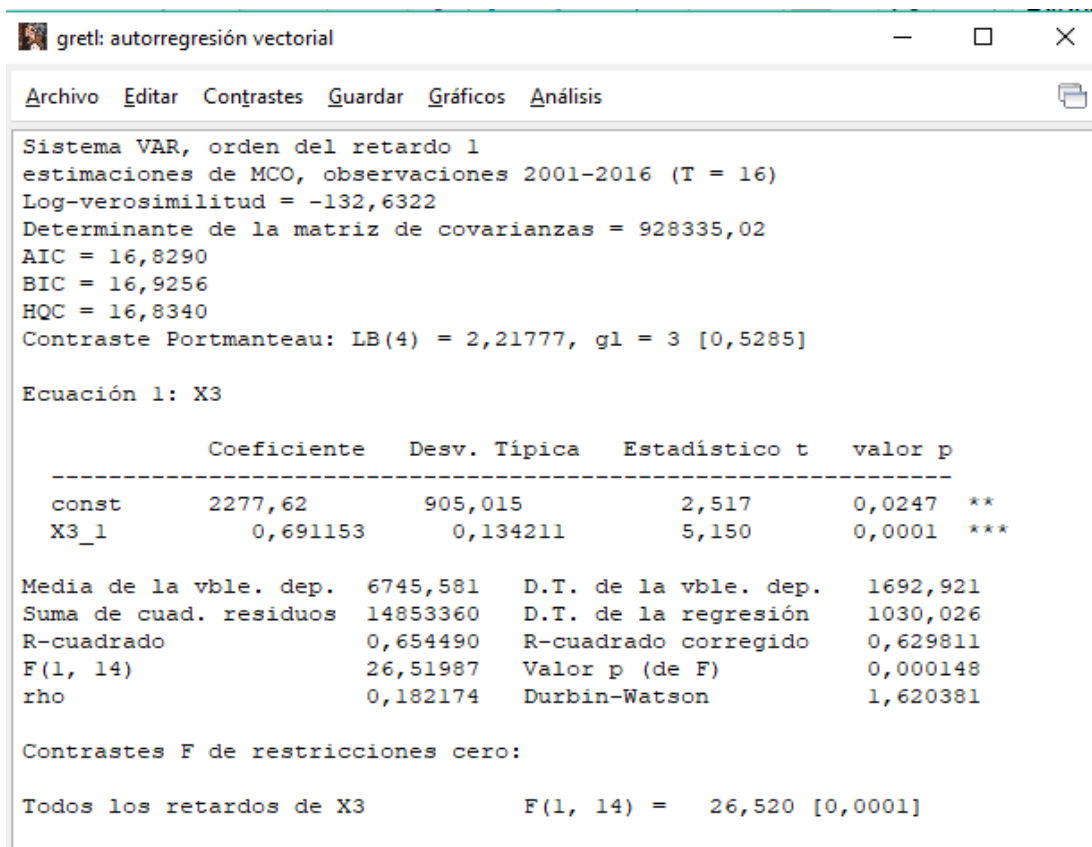 gretl: autorregresión vectorial
Archivo Editar Contrastes Guardar Gráficos Análisis
Sistema VAR, orden del retardo 1
estimaciones de MCO, observaciones 2001-2016 (T = 16)
Log-verosimilitud = -132,6322
Determinante de la matriz de covarianzas = 928335,02
AIC = 16,8290
BIC = 16,9256
HQC = 16,8340
Contraste Portmanteau: LB(4) = 2,21777, gl = 3 [0,5285]
Ecuación 1: X3
Coeficiente Desv. Típica Estadístico t valor p
-----------------------------------------------------------------
const 2277,62 905,015 2,517 0,0247 **
X3_1 0,691153 0,134211 5,150 0,0001 ***
Media de la vble. dep. 6745,581 D.T. de la vble. dep. 1692,921
Suma de cuad. residuos 14853360 D.T. de la regresión 1030,026
R-cuadrado 0,654490 R-cuadrado corregido 0,629811
F(1, 14) 26,51987 Valor p (de F) 0,000148
rho 0,182174 Durbin-Watson 1,620381
Contrastes F de restricciones cero:
Todos los retardos de X3 F(1, 14) = 26,520 [0,0001]